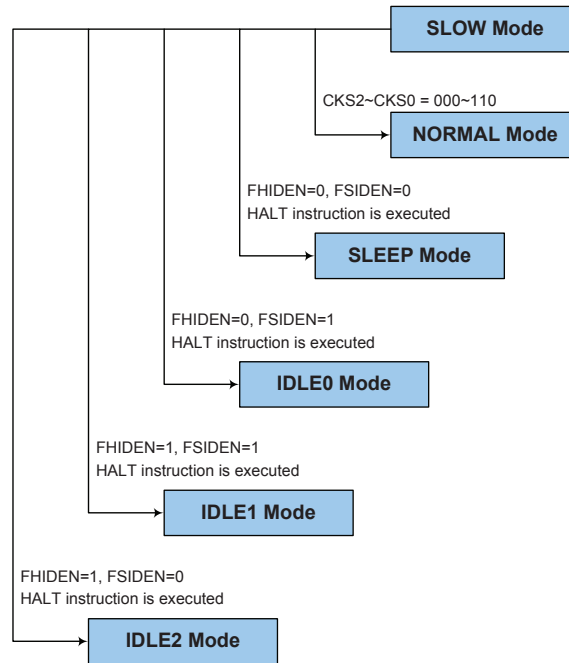 SLOW Mode
CKS2~CKS0 = 000~110
NORMAL Mode
FHIDEN=0, FSIDEN=0
HALT instruction is executed
SLEEP Mode
FHIDEN=0, FSIDEN=1
HALT instruction is executed
IDLE0 Mode
FHIDEN=1, FSIDEN=1
HALT instruction is executed
IDLE1 Mode
FHIDEN=1, FSIDEN=0
HALT instruction is executed
IDLE2 Mode